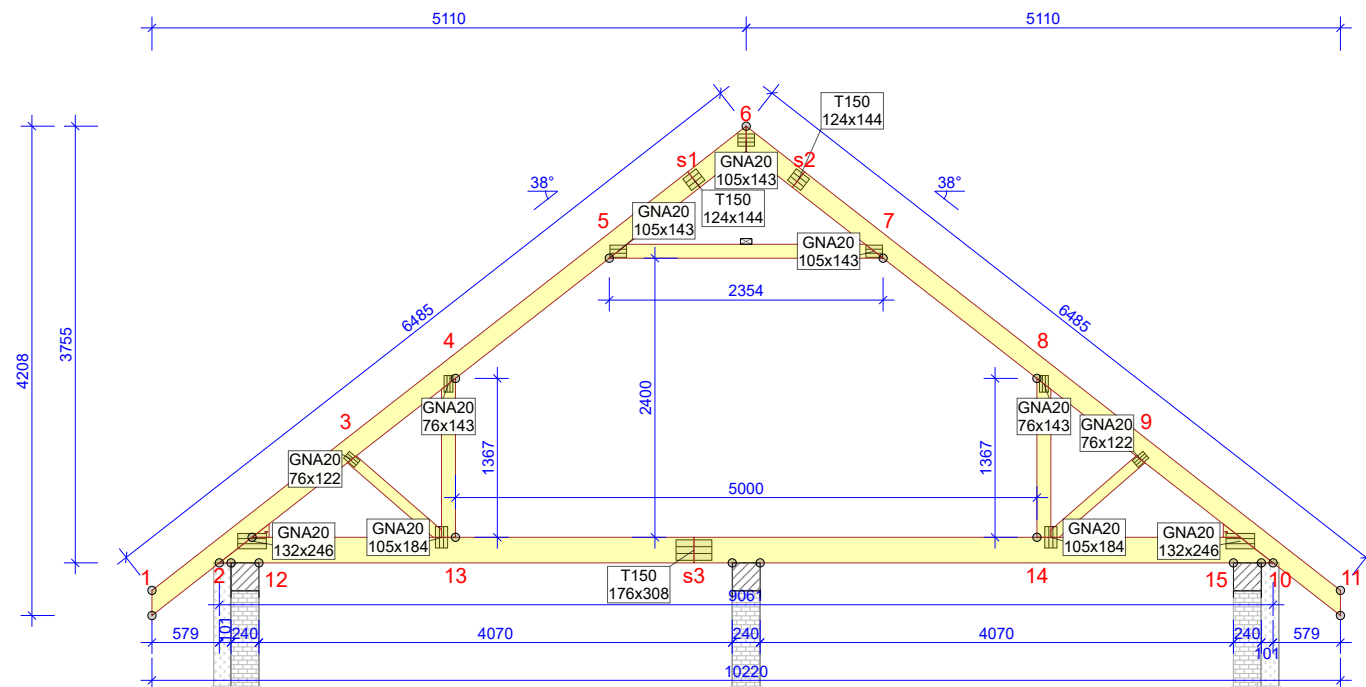 5110 5110
T150
124x144
6
s1
GNA20
105x143
s2
38°
38°
T150
124x144
5
GNA20
105x143
7
GNA20
105x143
2354
6485
6485
4208
3755
4
8
2400
GNA20
76x143
GNA20
76x143
3
9
GNA20
76x122
GNA20
76x122
1367
1367
5000
GNA20
132x246
GNA20
105x184
GNA20
105x184
GNA20
132x246
1
2
12
13
T150
176x308
s3
14
15
10
11
9061
579 101 240 4070 240 4070 240 101 579
10220